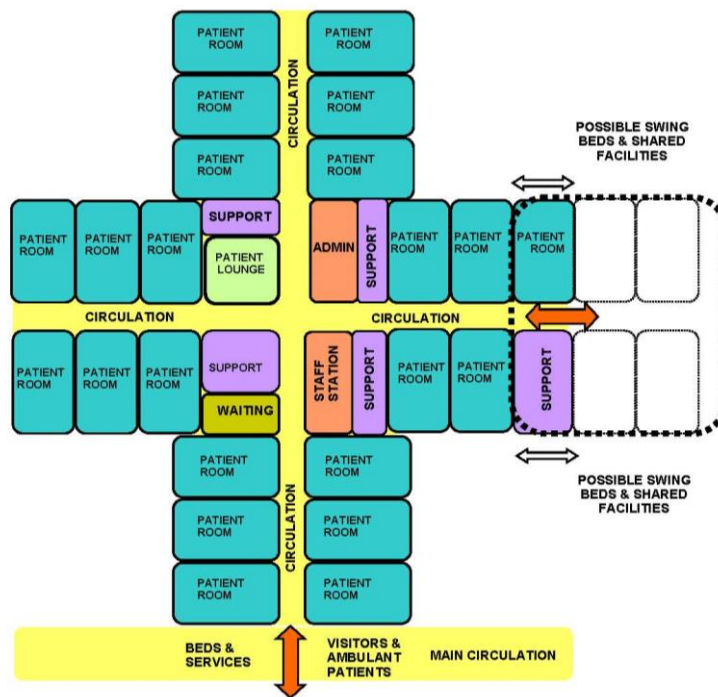 PATIENT
ROOM
PATIENT
ROOM
CIRCULATION
PATIENT
ROOM
PATIENT
ROOM
PATIENT
ROOM
PATIENT
ROOM
POSSIBLE SWING
BEDS & SHARED
FACILITIES
PATIENT
ROOM
PATIENT
ROOM
PATIENT
ROOM
SUPPORT
PATIENT
LOUNGE
ADMIN
SUPPORT
PATIENT
ROOM
PATIENT
ROOM
PATIENT
ROOM
CIRCULATION
CIRCULATION
PATIENT
ROOM
PATIENT
ROOM
PATIENT
ROOM
SUPPORT
WAITING
STAFF
STATION
SUPPORT
PATIENT
ROOM
PATIENT
ROOM
SUPPORT
PATIENT
ROOM
PATIENT
ROOM
CIRCULATION
POSSIBLE SWING
BEDS & SHARED
FACILITIES
PATIENT
ROOM
PATIENT
ROOM
PATIENT
ROOM
PATIENT
ROOM
BEDS &
SERVICES
VISITORS &
AMBULANT
PATIENTS
MAIN CIRCULATION